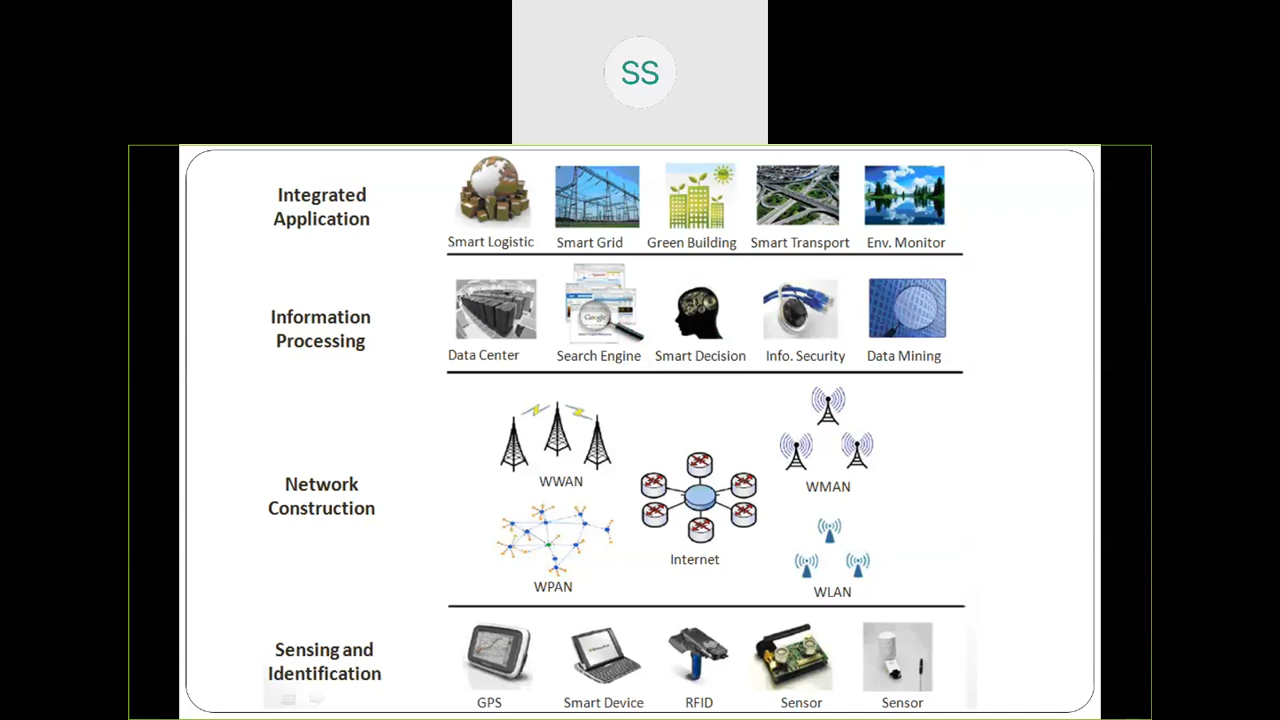 SS
Integrated
Application
Smart Logistic Smart Grid Green Building Smart Transport Env. Monitor
Information
Processing
Google
Data Center Search Engine Smart Decision Info. Security Data Mining
Network
Construction
WWAN
WMAN
Internet
WPAN
WLAN
Sensing and
Identification
GPS Smart Device RFID Sensor Sensor